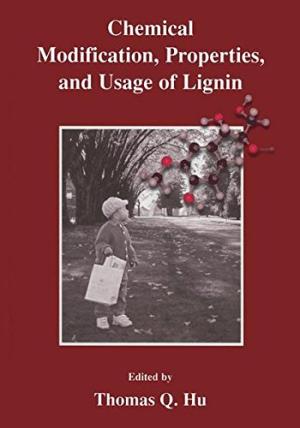 Chemical
Modification, Properties,
and Usage of Lignin
Edited by
Thomas Q. Hu